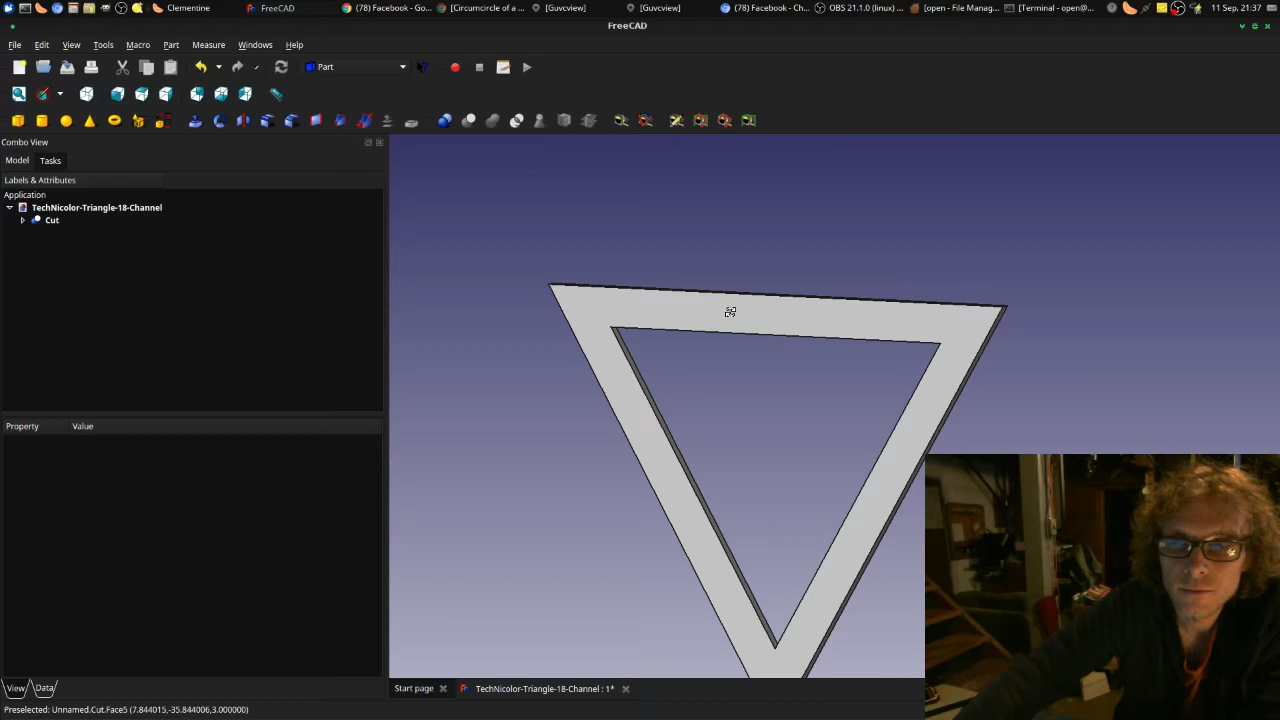 Clementine
FreeCAD
(78) Facebook - Go...
[Circumcircle of a ...
[Guvcview]
[Guvcview]
(78) Facebook - Ch...
OBS 21.1.0 (linux) ...
[open - File Manag...
[Terminal - open@...
11 Sep, 21:37
FreeCAD
File Edit View Tools Macro Part Measure Windows Help
Part
Combo View
Model Tasks
Labels & Attributes
Application
TechNicolor-Triangle-18-Channel
Cut
Property Value
View Data
Start page
TechNicolor-Triangle-18-Channel : 1*
Preselected: Unnamed.Cut.Face5 (7.844015,-35.844006,3.000000)